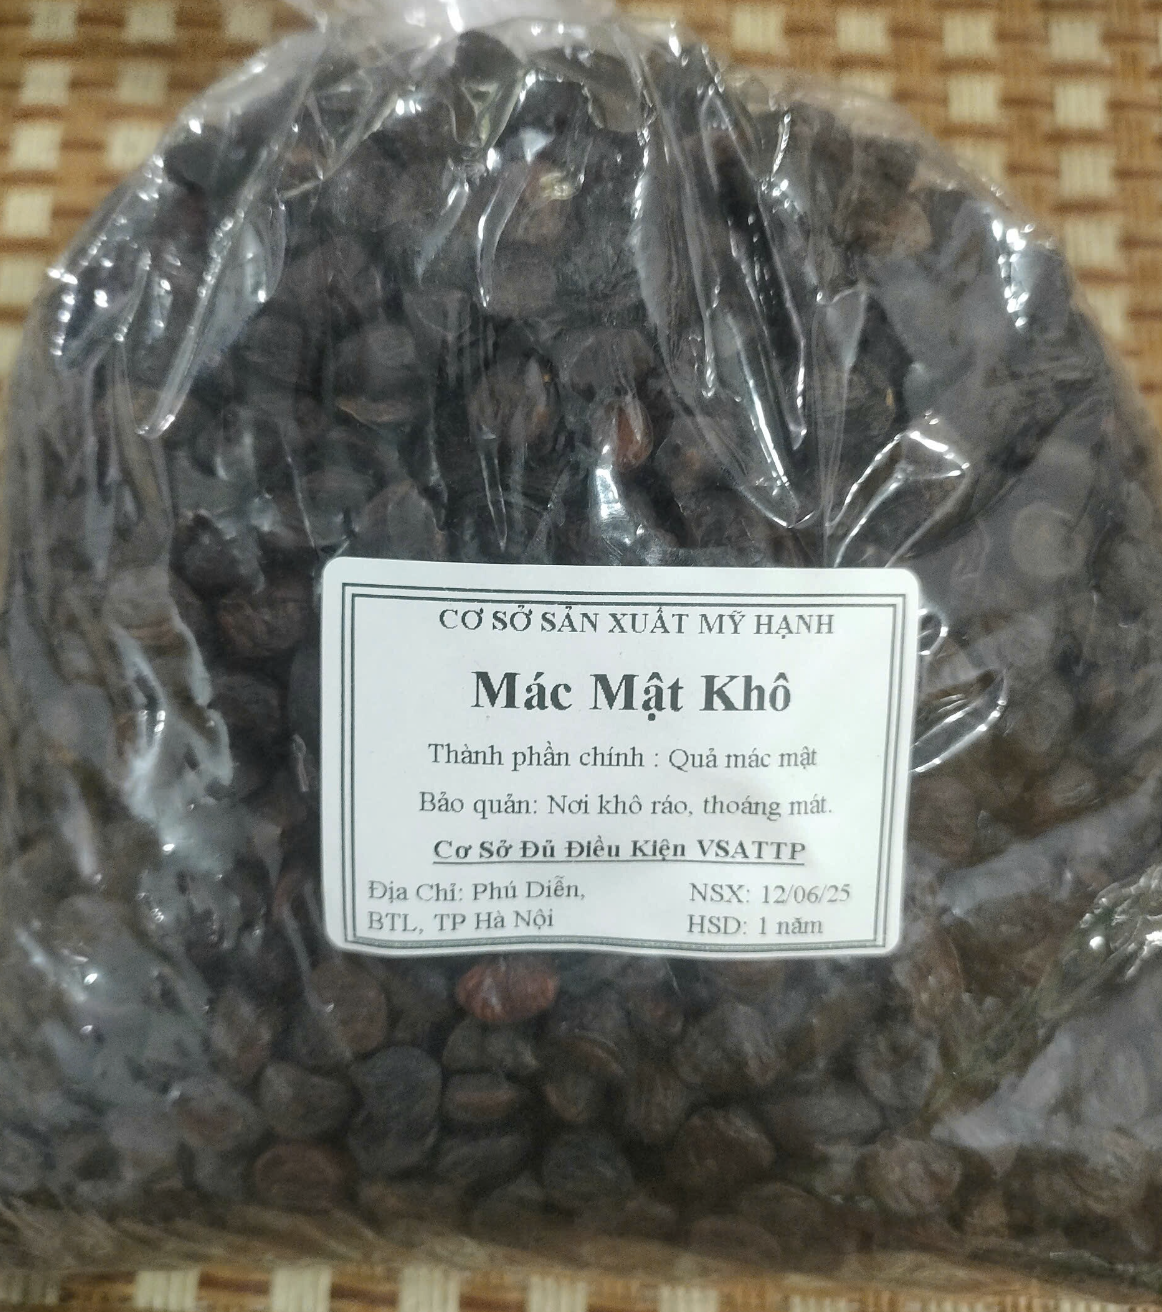 CƠ SỞ SẢN XUẤT MỸ HẠNH
Mác Mật Khô
Thành phần chính : Quả mác mật
Bảo quản: Nơi khô ráo, thoáng mát.
Cơ Sở Đủ Điều Kiện VSATTP
Địa Chỉ: Phú Diễn,
BTL, TP Hà Nội
NSX: 12/06/25
HSD: 1 năm